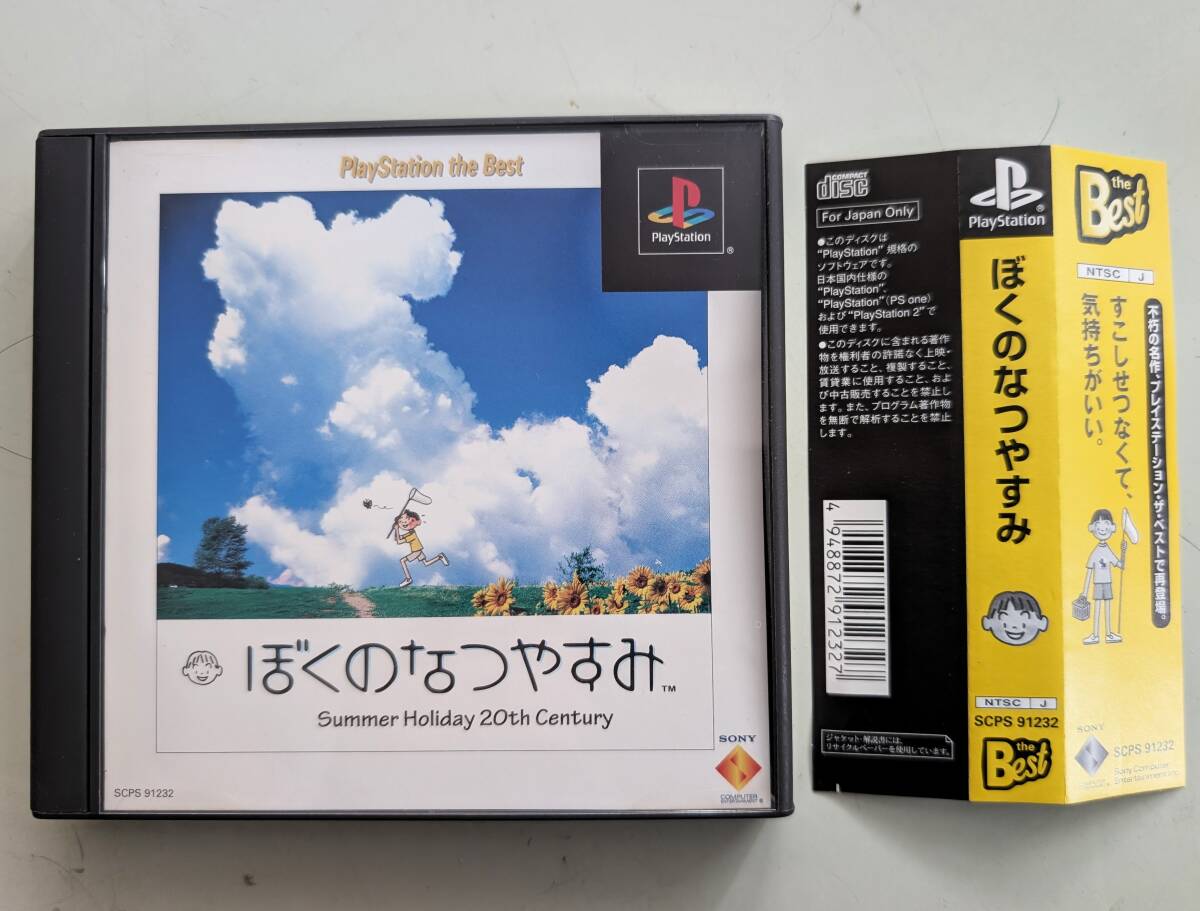 PlayStation the Best
PlayStation
®
ぼくのなつやすみ™
Summer Holiday 20th Century
SCPS 91232
SONY
COMPUTER
ENTERTAINMENT®
COMPACT
disc
For Japan Only
●このディスクは
"PlayStation" 規格の
ソフトウェアです。
日本国内仕様の
"PlayStation"、
"PlayStation"(PS one)
および"PlayStation 2"で
使用できます。
●このディスクに含まれる著作
物を権利者の許諾なく上映・
放送すること、複製すること、
賃貸業に使用すること、およ
び中古販売することを禁止し
ます。また、プログラム著作物
を無断で解析することを禁止
します。
4 948872 912327
ジャケット・解説書には、
リサイクルペーパーを使用しています。
PlayStation®
ぼくのなつやすみ
NTSC J
SCPS 91232
the
Best
the
Best
NTSC J
不朽の名作、プレイステーション・ザ・ベストで再登場。
すこしせつなくて、
気持ちがいい。
SONY
SCPS 91232
Sony Computer
Entertainment Inc.